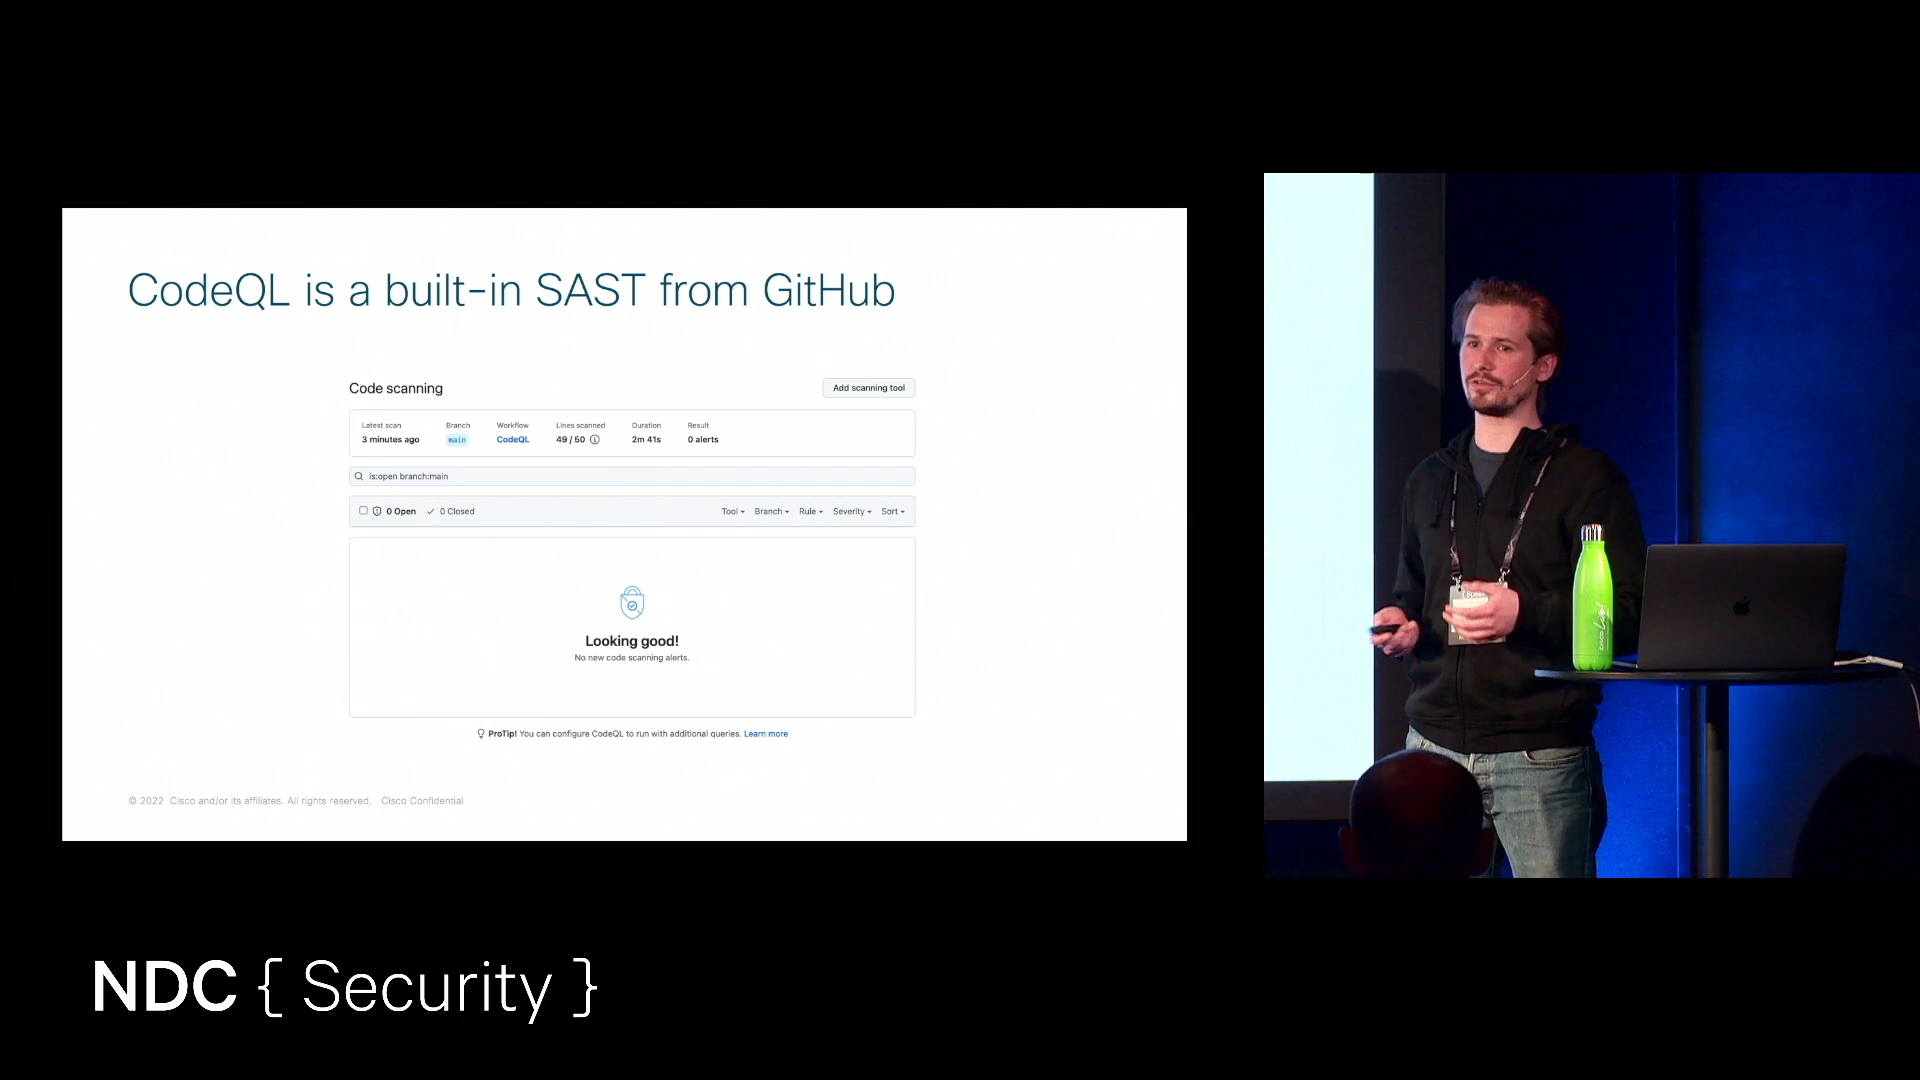 CodeQL is a built-in SAST from GitHub
Code scanning
Add scanning tool
Latest scan Branch Workflow Lines scanned Duration Result
3 minutes ago main CodeQL 49 / 50 2m 41s 0 alerts
is:open branch:main
0 Open 0 Closed Tool Branch Rule Severity Sort
Looking good!
No new code scanning alerts.
ProTip! You can configure CodeQL to run with additional queries. Learn more
© 2022 Cisco and/or its affiliates. All rights reserved. Cisco Confidential
NDC { Security }